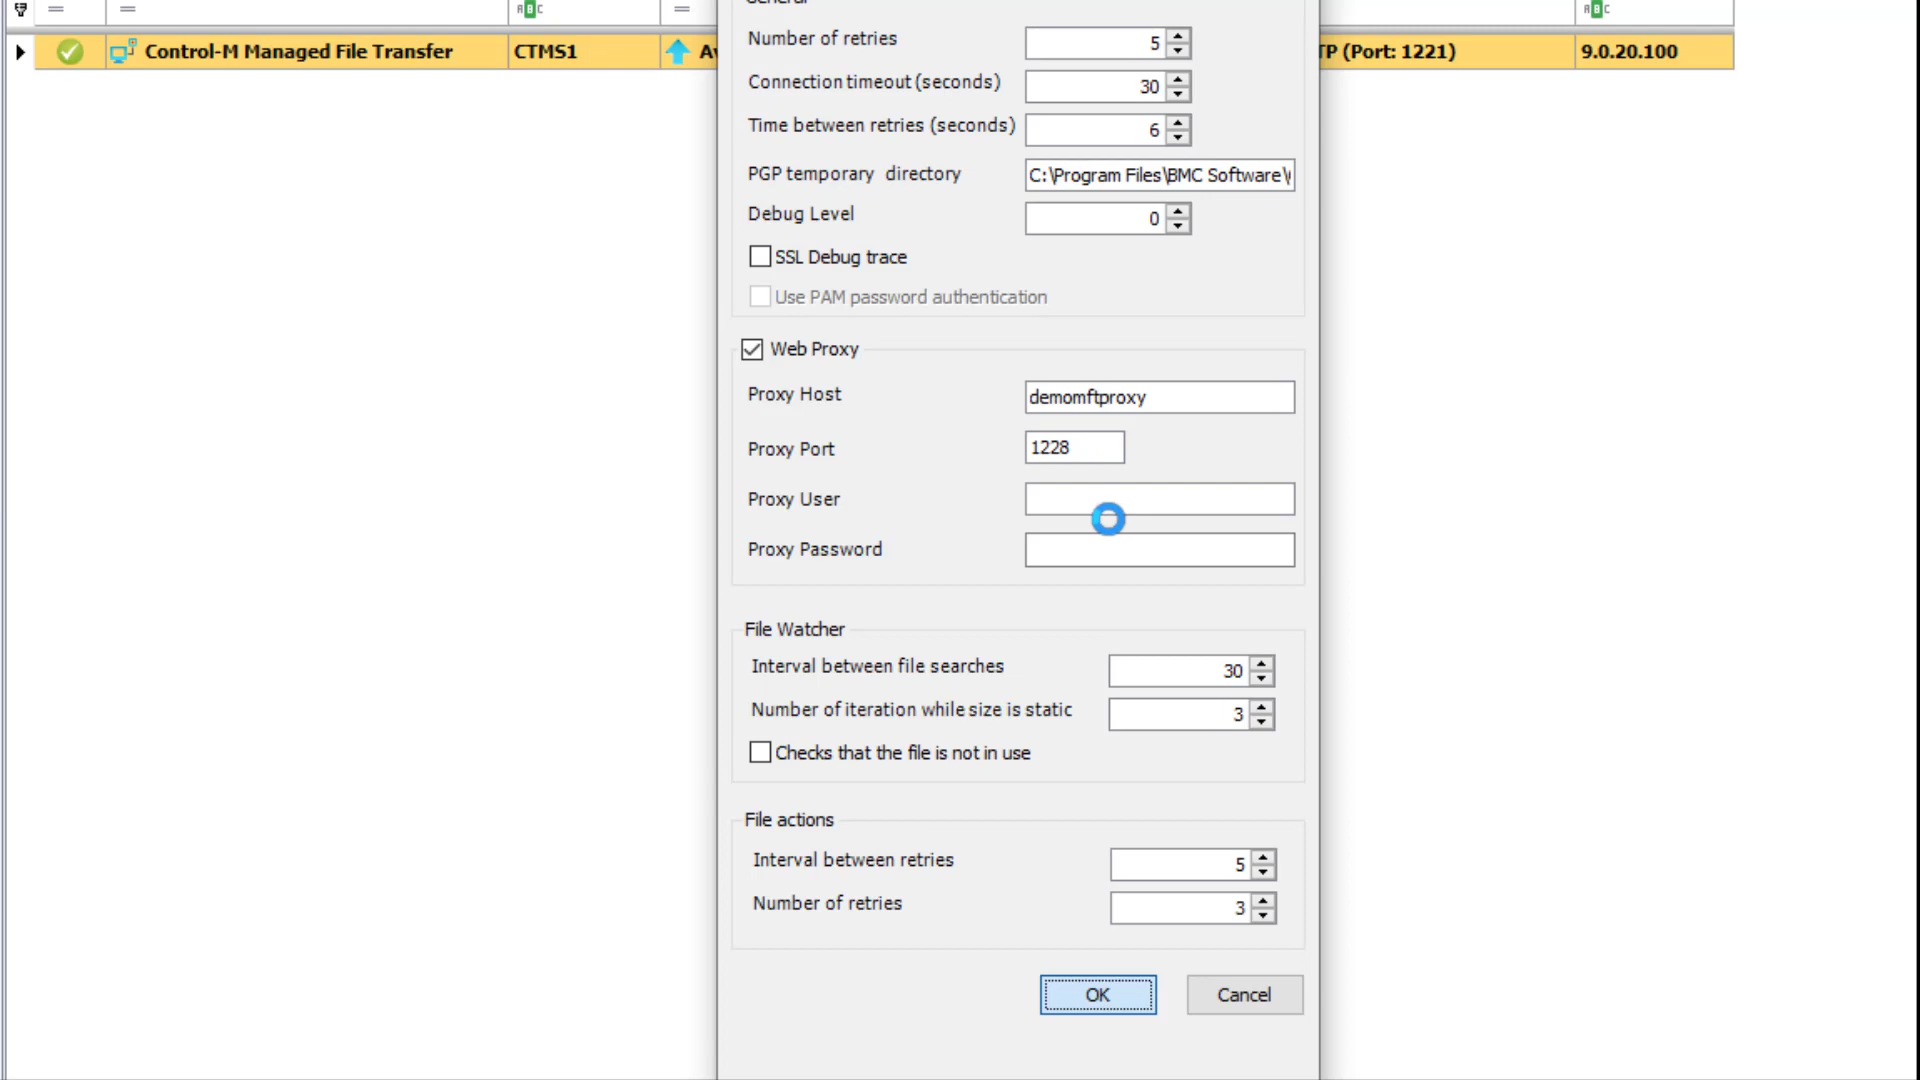 ABC
ABC
Control-M Managed File Transfer CTMS1
TP (Port: 1221) 9.0.20.100
Number of retries 5
Connection timeout (seconds) 30
Time between retries (seconds) 6
PGP temporary directory C:\Program Files\BMC Software\
Debug Level 0
SSL Debug trace
Use PAM password authentication
Web Proxy
Proxy Host demomftproxy
Proxy Port 1228
Proxy User
Proxy Password
File Watcher
Interval between file searches 30
Number of iteration while size is static 3
Checks that the file is not in use
File actions
Interval between retries 5
Number of retries 3
OK Cancel